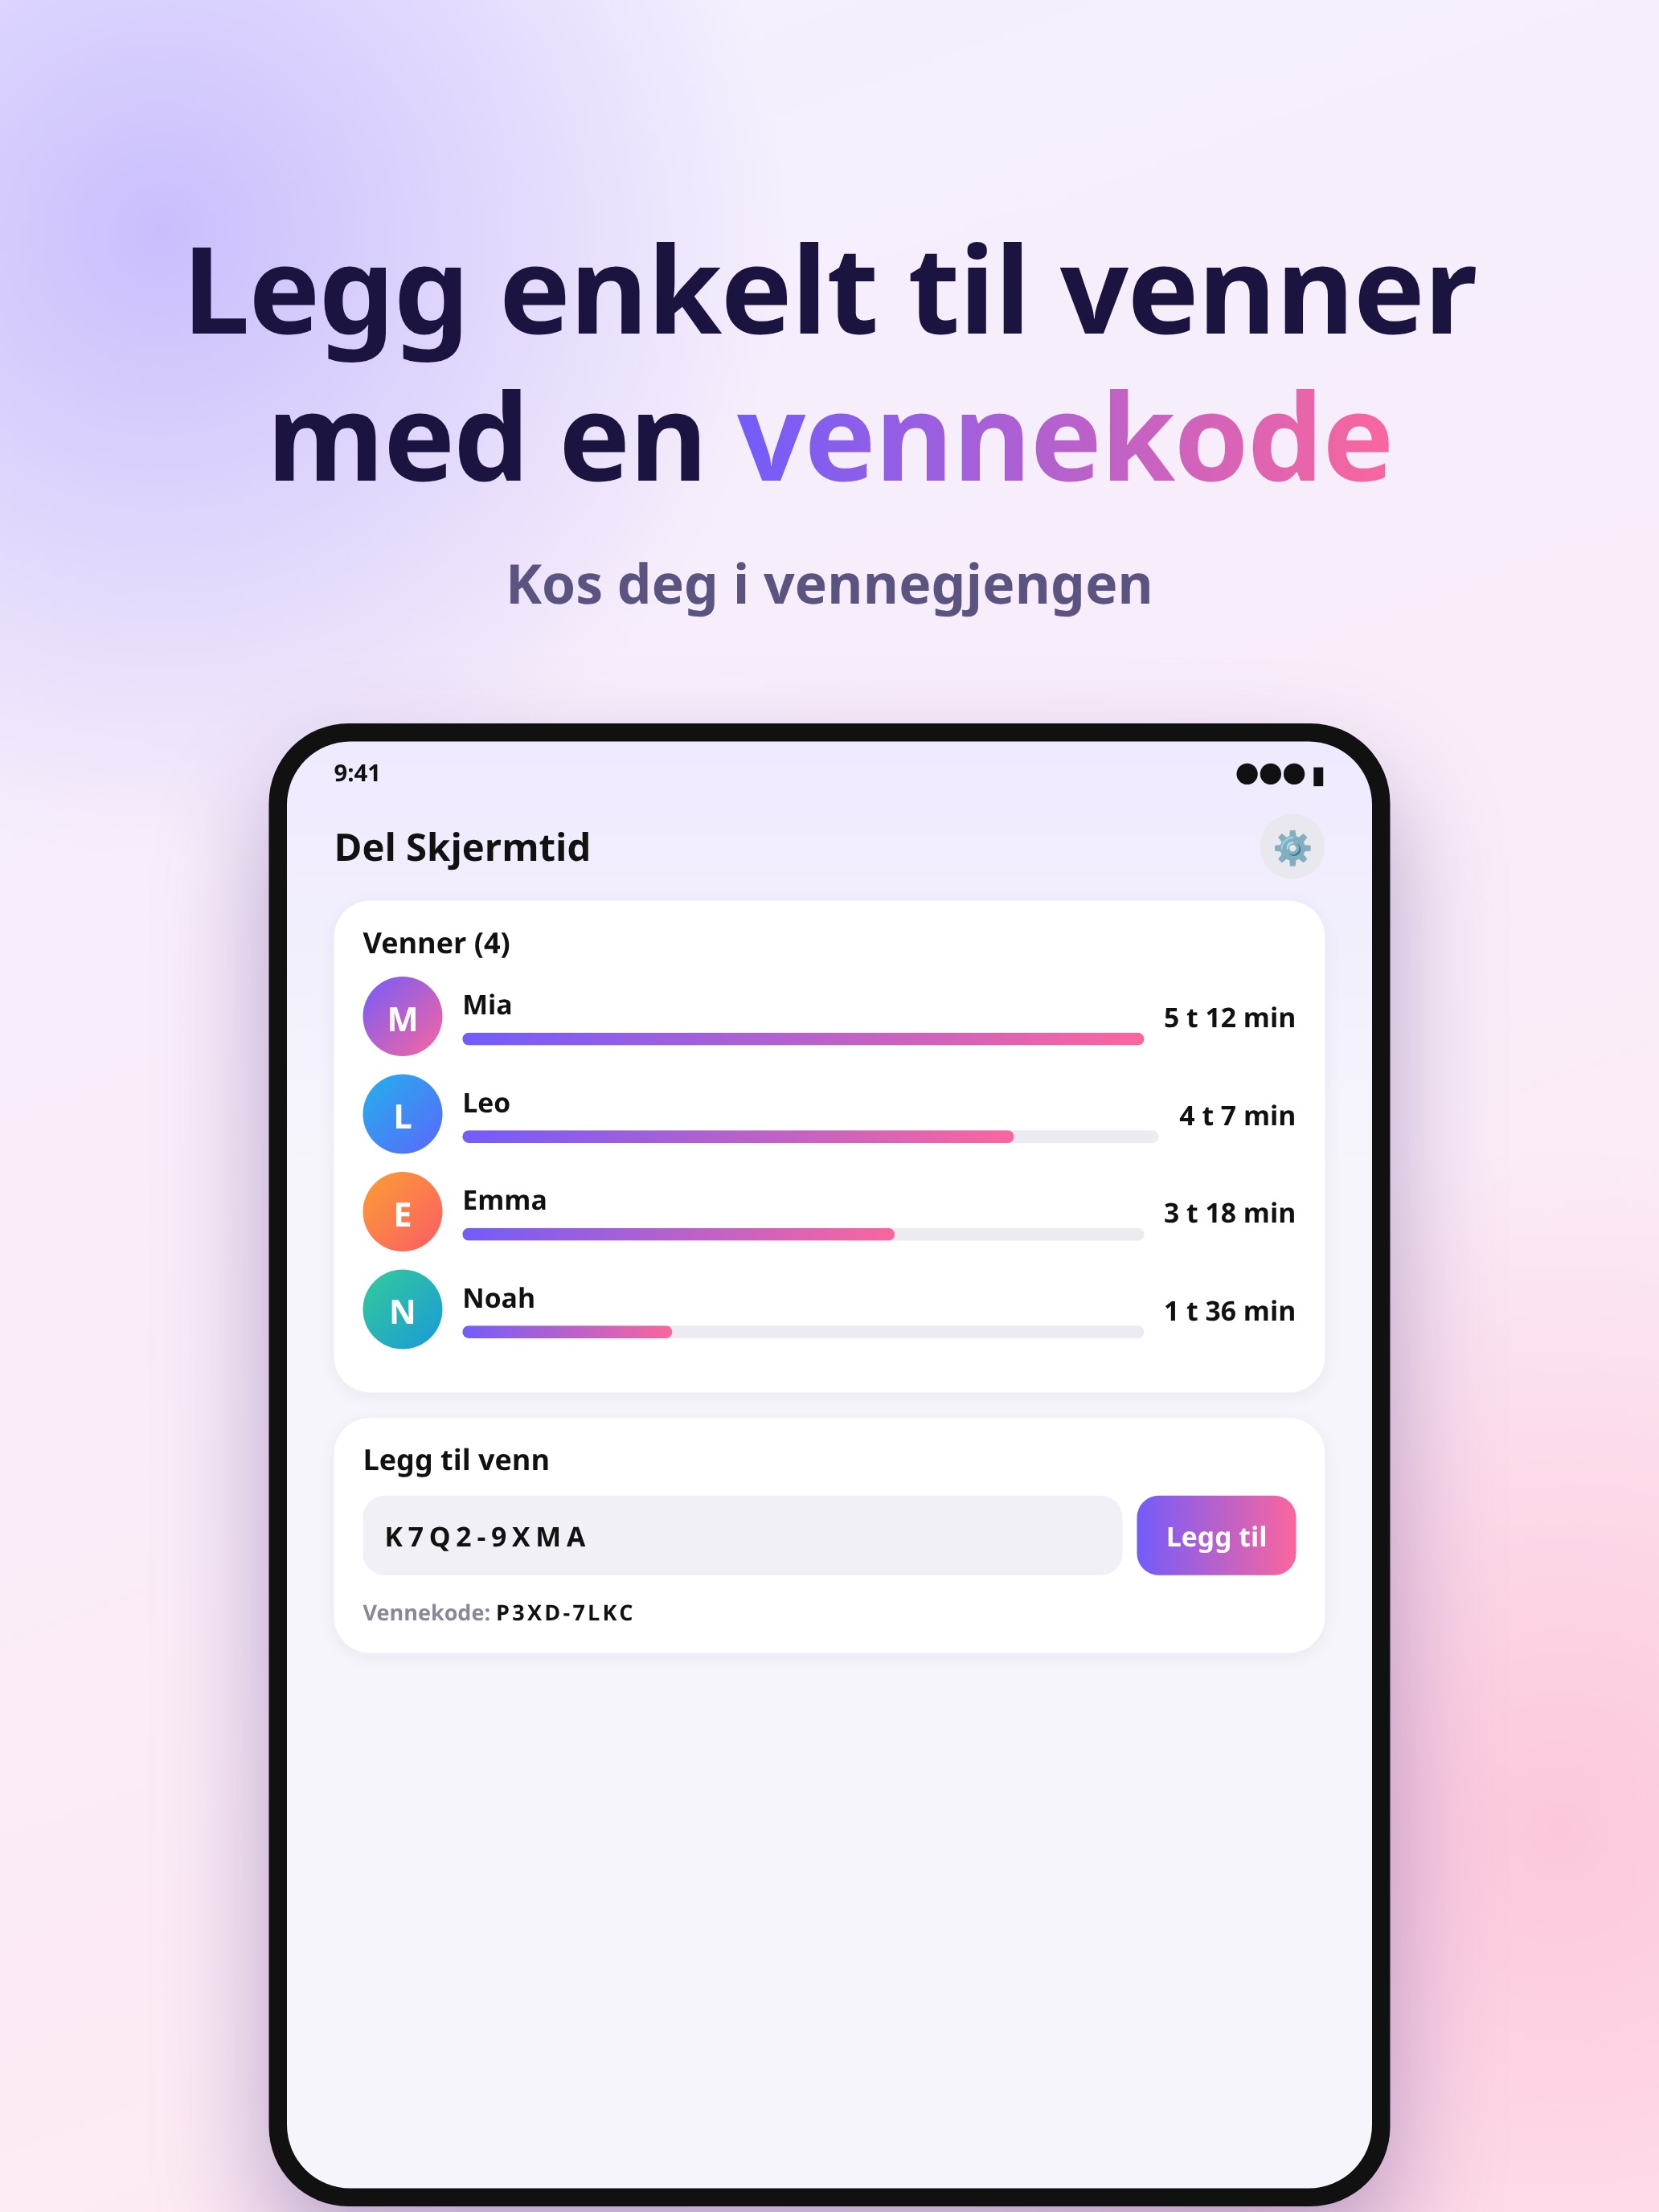 Legg enkelt til venner
med en vennekode
Kos deg i vennegjengen
9:41
Del Skjermtid
Venner (4)
M
Mia
5 t 12 min
L
Leo
4 t 7 min
E
Emma
3 t 18 min
N
Noah
1 t 36 min
Legg til venn
K7Q2-9XMA
Legg til
Vennekode: P3XD-7LKC